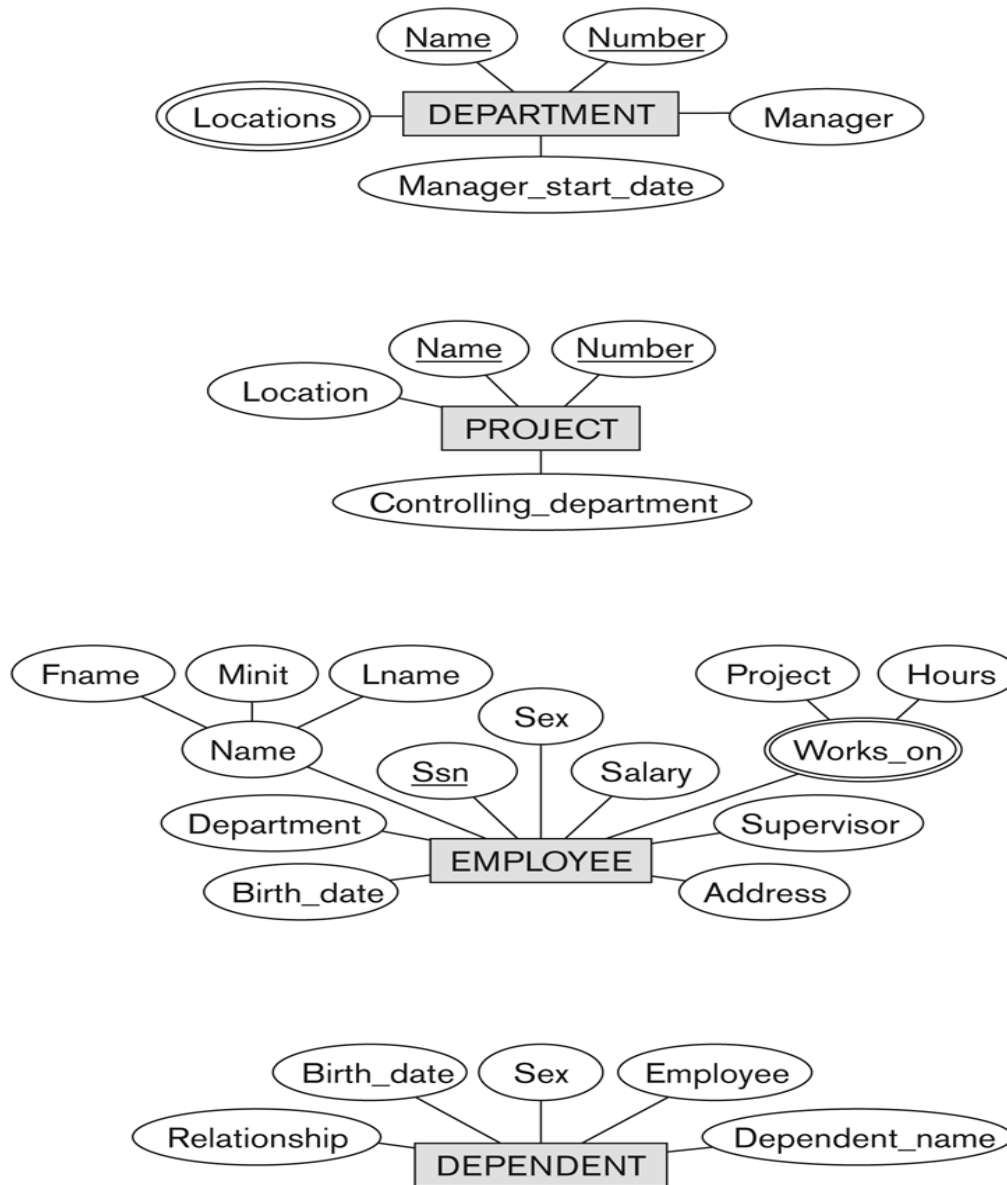 Name
Number
Locations
DEPARTMENT
Manager
Manager_start_date
Name
Number
Location
PROJECT
Controlling_department
Fname
Minit
Lname
Project
Hours
Sex
Name
Works_on
Ssn
Salary
Department
Supervisor
EMPLOYEE
Birth_date
Address
Birth_date
Sex
Employee
Relationship
Dependent_name
DEPENDENT